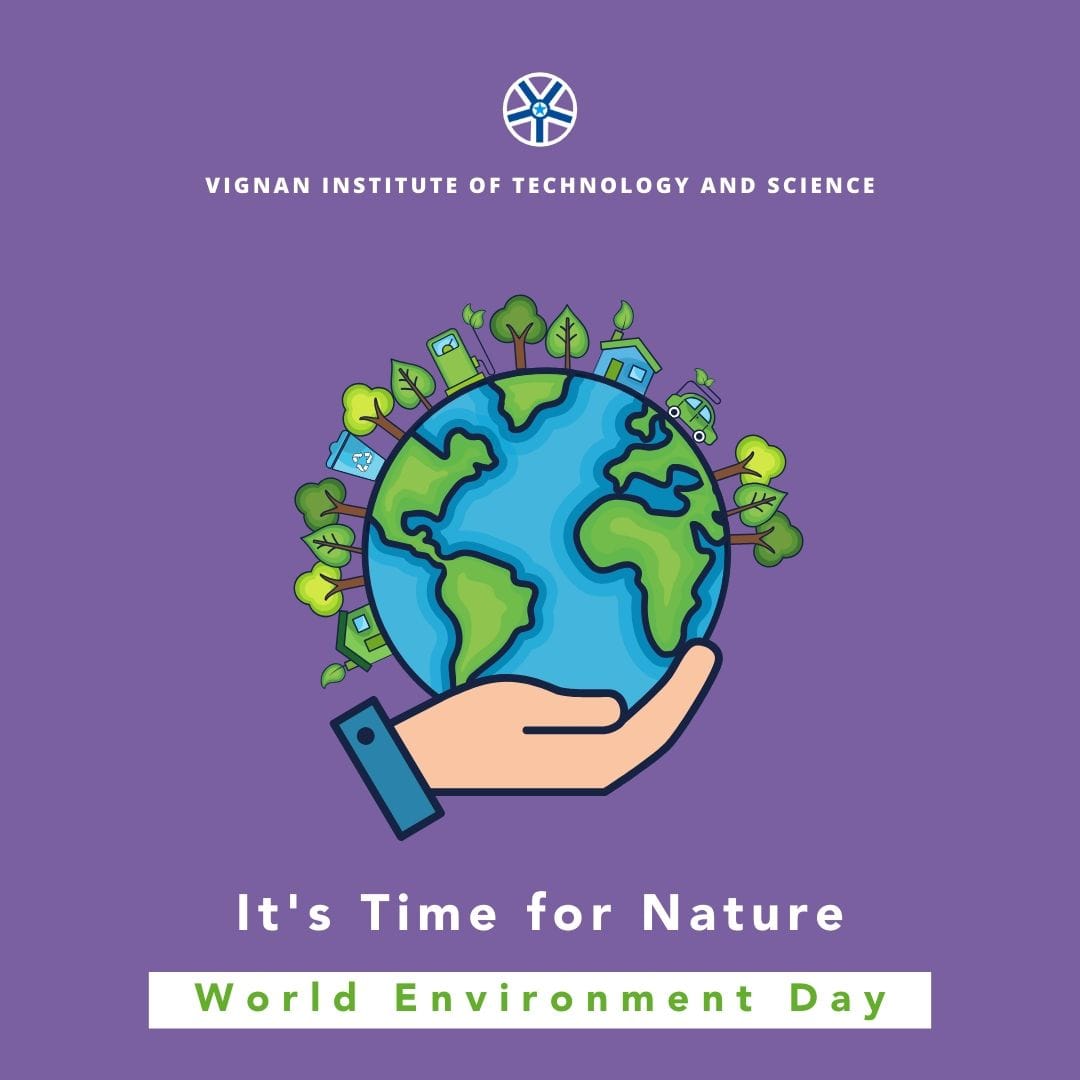 VIGNAN INSTITUTE OF TECHNOLOGY AND SCIENCE
It's Time for Nature
World Environment Day